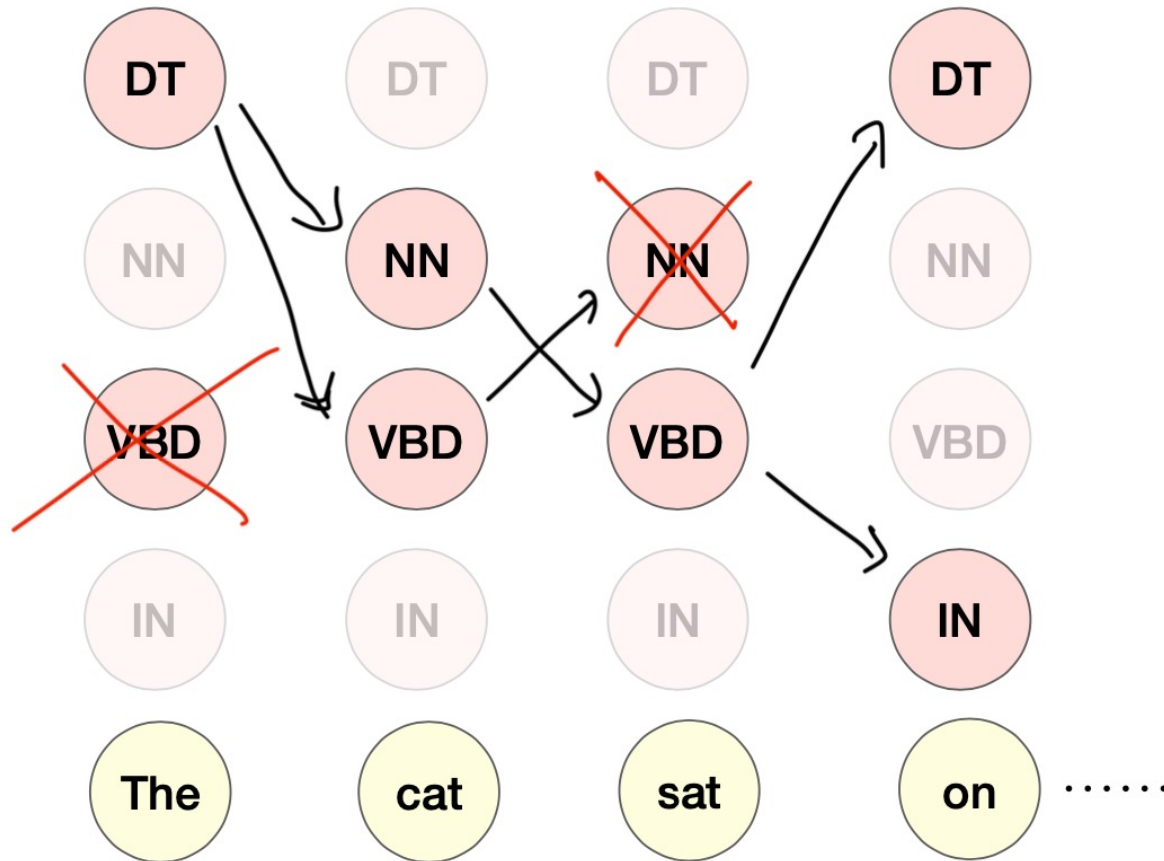 DT DT DT DT
NN NN NN NN
VBD VBD VBD VBD
IN IN IN IN
The cat sat on ......